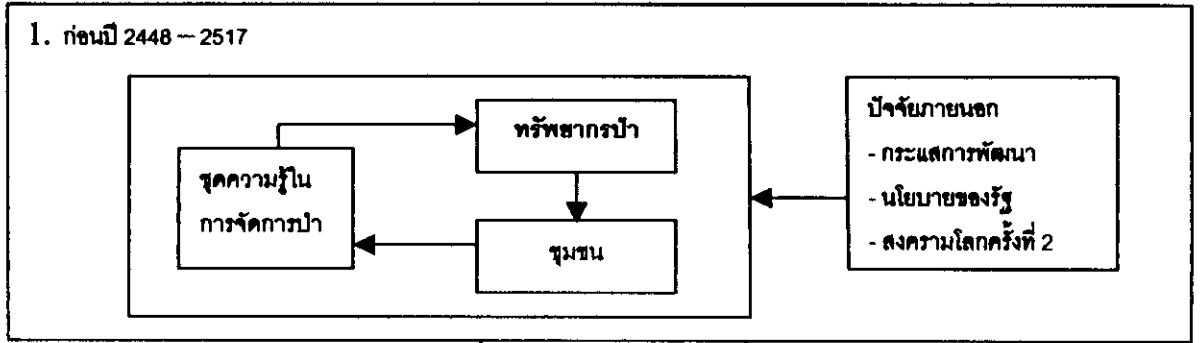 1. ก่อนปี 2448 – 2517
ทรัพยากรป่า
ชุดความรู้ใน
การจัดการป่า
ชุมชน
ปัจจัยภายนอก
- กระแสการพัฒนา
- นโยบายของรัฐ
- สงครามโลกครั้งที่ 2